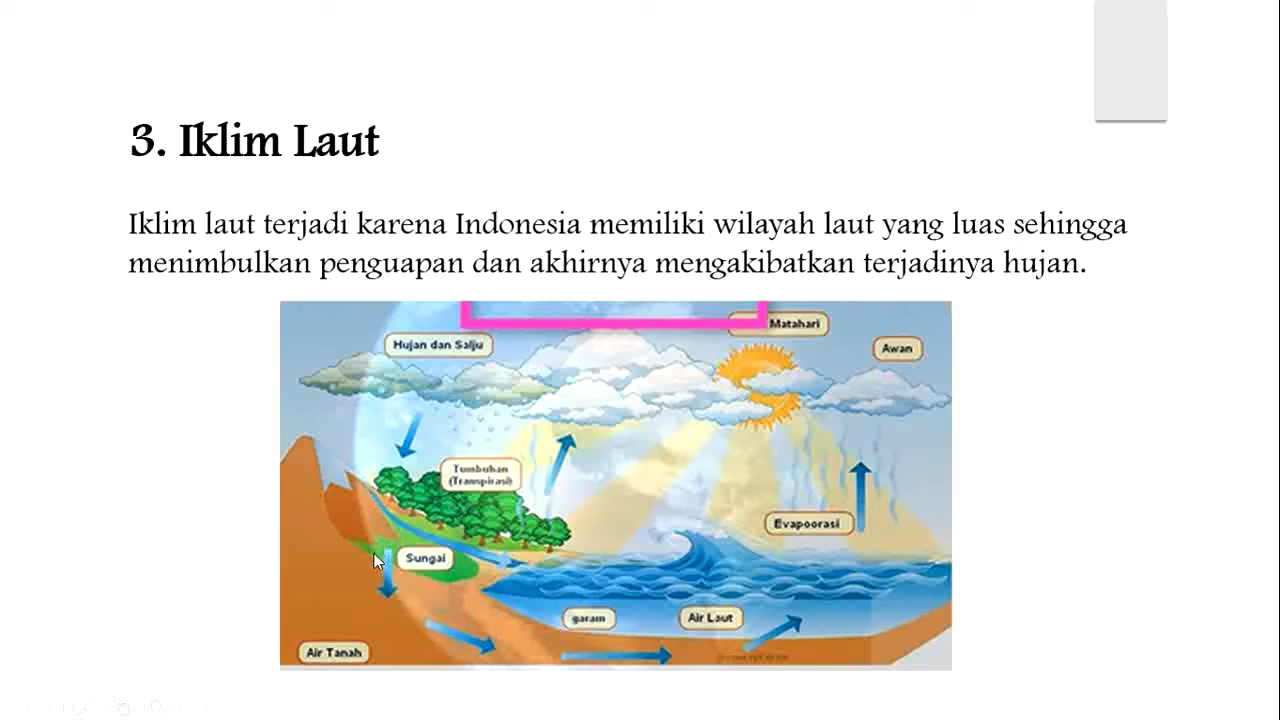 3. Iklim Laut
Iklim laut terjadi karena Indonesia memiliki wilayah laut yang luas sehingga
menimbulkan penguapan dan akhirnya mengakibatkan terjadinya hujan.
Matahari
Hujan dan Salju
Awan
Tumbuhan
(Transpirasi)
Evapoorasi
Sungai
garam
Air Laut
Air Tanah